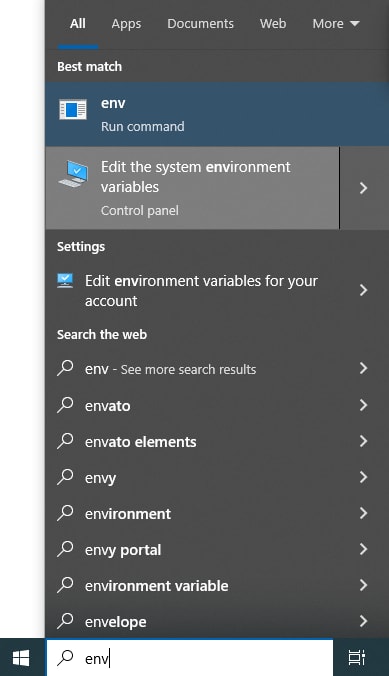 All Apps Documents Web More
Best match
env
Run command
Edit the system environment
variables
Control panel
Settings
Edit environment variables for your
account
Search the web
env - See more search results
envato
envato elements
envy
environment
envy portal
environment variable
envelope
env